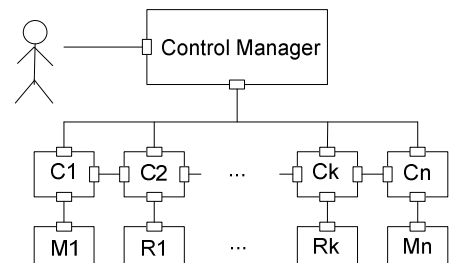 Control Manager
C1 C2 ... Ck Cn
M1 R1 ... Rk Mn